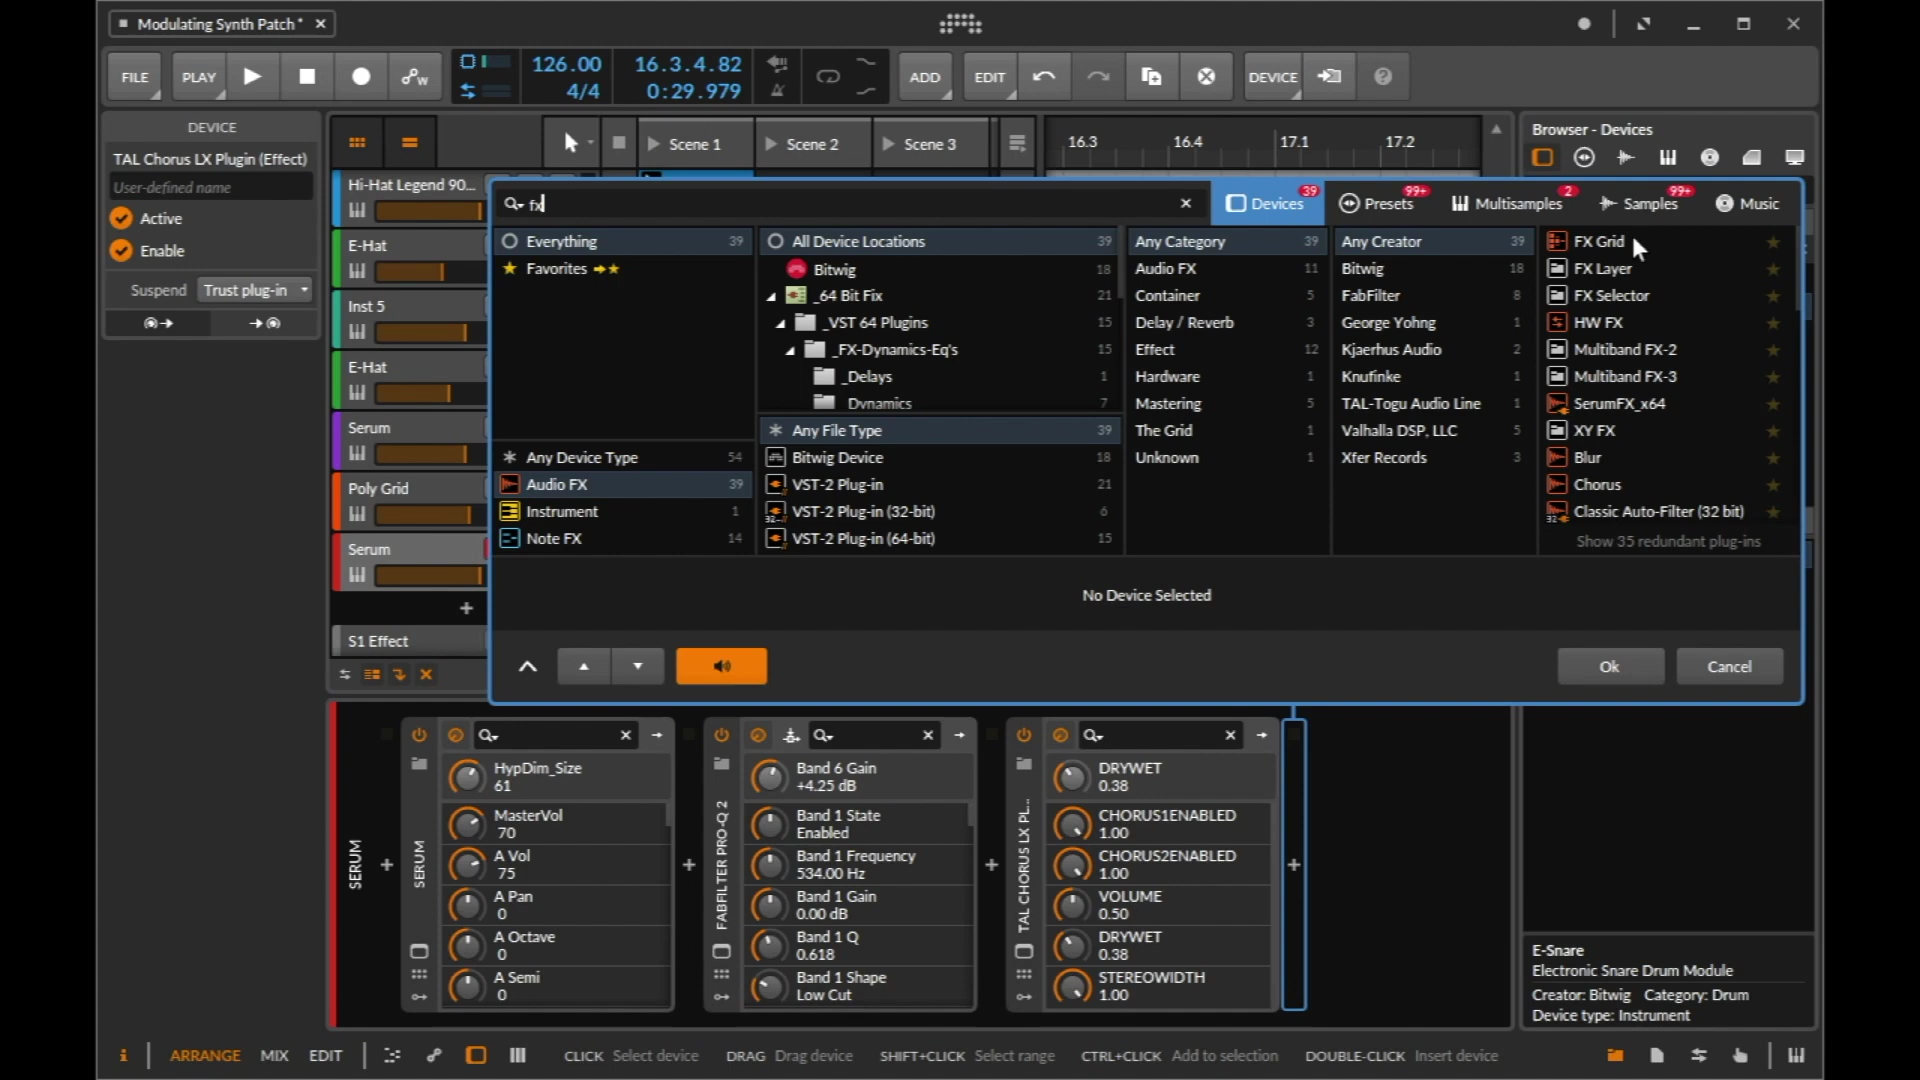 Modulating Synth Patch *
FILE
PLAY
126.00
4/4
16.3.4.82
0:29.979
ADD
EDIT
DEVICE
DEVICE
TAL Chorus LX Plugin (Effect)
User-defined name
Active
Enable
Suspend
Trust plug-in
Scene 1
Scene 2
Scene 3
16.3
16.4
17.1
17.2
Browser - Devices
Hi-Hat Legend 90...
E-Hat
Inst 5
E-Hat
Serum
Poly Grid
Serum
S1 Effect
fx
Devices
39
Presets
99+
Multisamples
2
Samples
99+
Music
Everything 39
Favorites
Any Device Type 54
Audio FX 39
Instrument 1
Note FX 14
All Device Locations 39
Bitwig 18
_64 Bit Fix 21
_VST 64 Plugins 15
_FX-Dynamics-Eq's 15
_Delays 1
Dynamics 7
Any File Type 39
Bitwig Device 18
VST-2 Plug-in 21
VST-2 Plug-in (32-bit) 6
VST-2 Plug-in (64-bit) 15
Any Category 39
Audio FX 11
Container 5
Delay / Reverb 3
Effect 12
Hardware 1
Mastering 5
The Grid 1
Unknown 1
Any Creator 39
Bitwig 18
FabFilter 8
George Yohng 1
Kjaerhus Audio 2
Knufinke 1
TAL-Togu Audio Line 1
Valhalla DSP, LLC 5
Xfer Records 3
FX Grid
FX Layer
FX Selector
HW FX
Multiband FX-2
Multiband FX-3
SerumFX_x64
XY FX
Blur
Chorus
Classic Auto-Filter (32 bit)
Show 35 redundant plug-ins
No Device Selected
Ok
Cancel
SERUM
SERUM
HypDim_Size
61
MasterVol
70
A Vol
75
A Pan
0
A Octave
0
A Semi
0
FABFILTER PRO-Q 2
Band 6 Gain
+4.25 dB
Band 1 State
Enabled
Band 1 Frequency
534.00 Hz
Band 1 Gain
0.00 dB
Band 1 Q
0.618
Band 1 Shape
Low Cut
TAL CHORUS LX PL...
DRYWET
0.38
CHORUS1ENABLED
1.00
CHORUS2ENABLED
1.00
VOLUME
0.50
DRYWET
0.38
STEREOWIDTH
1.00
E-Snare
Electronic Snare Drum Module
Creator: Bitwig Category: Drum
Device type: Instrument
ARRANGE MIX EDIT
CLICK Select device DRAG Drag device SHIFT+CLICK Select range CTRL+CLICK Add to selection DOUBLE-CLICK Insert device